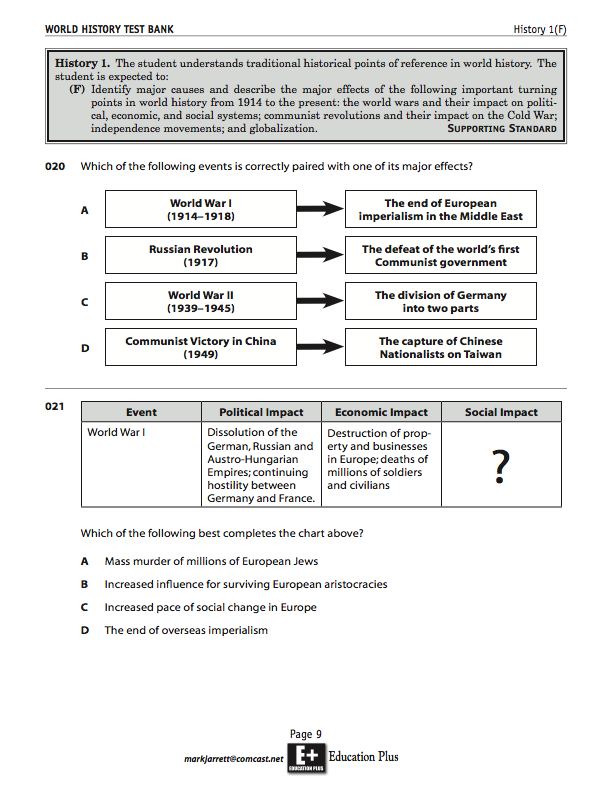 WORLD HISTORY TEST BANK History 1(F)
History 1. The student understands traditional historical points of reference in world history. The
student is expected to:
(F) Identify major causes and describe the major effects of the following important turning
points in world history from 1914 to the present: the world wars and their impact on politi-
cal, economic, and social systems; communist revolutions and their impact on the Cold War;
independence movements; and globalization. SUPPORTING STANDARD
020 Which of the following events is correctly paired with one of its major effects?
A
World War I
(1914–1918)
The end of European
imperialism in the Middle East
B
Russian Revolution
(1917)
The defeat of the world's first
Communist government
C
World War II
(1939–1945)
The division of Germany
into two parts
D
Communist Victory in China
(1949)
The capture of Chinese
Nationalists on Taiwan
021
Event Political Impact Economic Impact Social Impact
World War I
Dissolution of the
German, Russian and
Austro-Hungarian
Empires; continuing
hostility between
Germany and France.
Destruction of prop-
erty and businesses
in Europe; deaths of
millions of soldiers
and civilians
?
Which of the following best completes the chart above?
A Mass murder of millions of European Jews
B Increased influence for surviving European aristocracies
C Increased pace of social change in Europe
D The end of overseas imperialism
Page 9
markjarrett@comcast.net E+ EDUCATION PLUS Education Plus